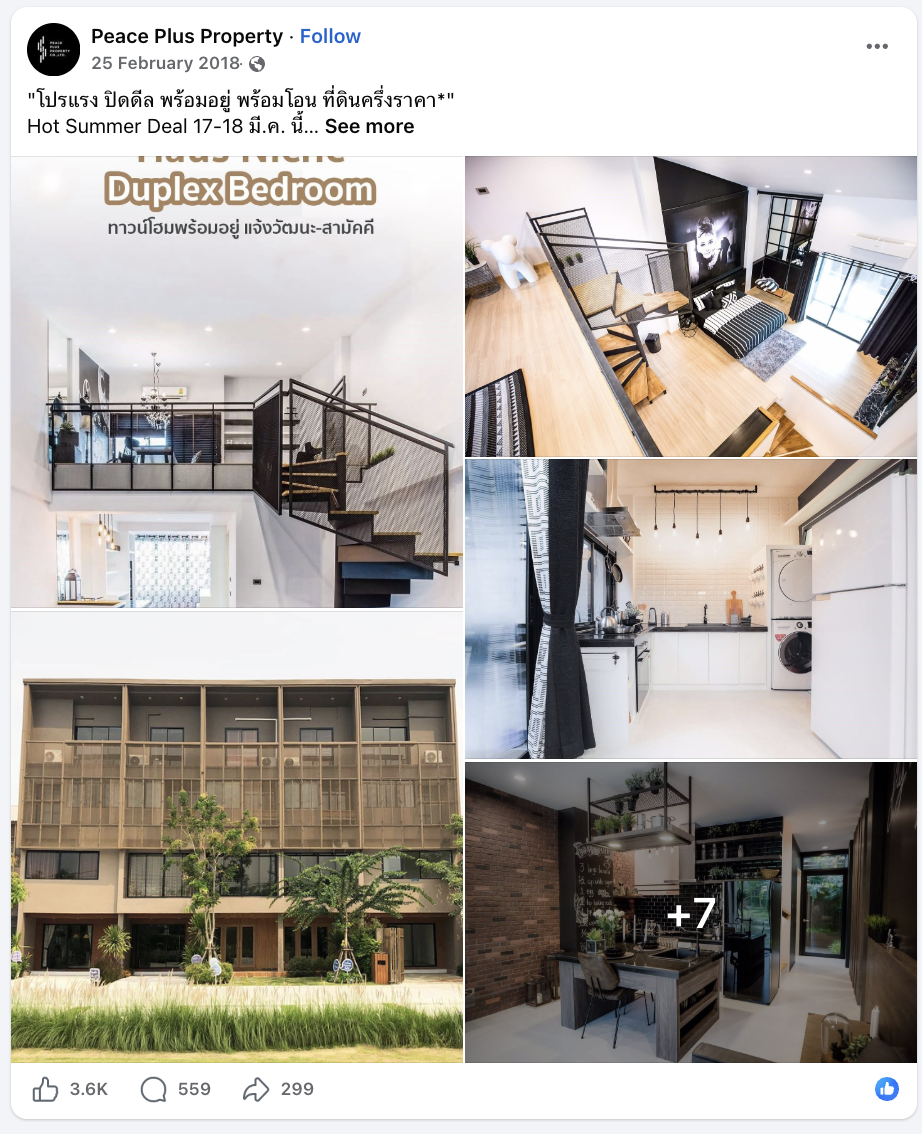 Peace Plus Property · Follow
25 February 2018·
"โปรแรง ปิดดีล พร้อมอยู่ พร้อมโอน ที่ดินครึ่งราคา*"
Hot Summer Deal 17-18 มี.ค. นี้... See more
Haus Niche
Duplex Bedroom
ทาวน์โฮมพร้อมอยู่ แจ้งวัฒนะ-สามัคคี
+7
3.6K 559 299